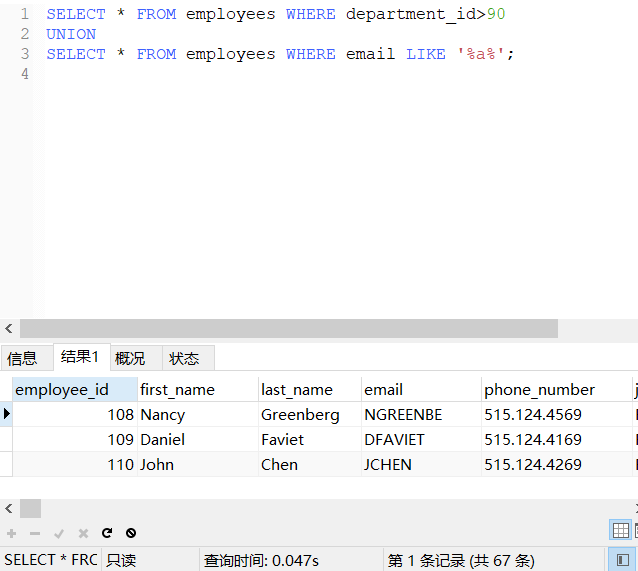 1 SELECT * FROM employees WHERE department_id>90
2 UNION
3 SELECT * FROM employees WHERE email LIKE '%a%';
4
信息 结果1 概况 状态
employee_id first_name last_name email phone_number j
108 Nancy Greenberg NGREENBE 515.124.4569
109 Daniel Faviet DFAVIET 515.124.4169
110 John Chen JCHEN 515.124.4269
SELECT * FRC 只读 查询时间: 0.047s 第 1 条记录 (共 67 条)